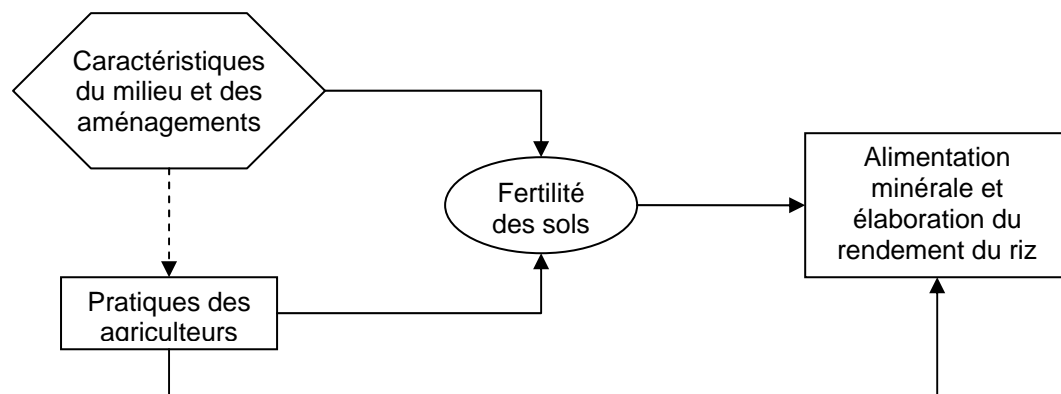 Caractéristiques
du milieu et des
aménagements
Fertilité
des sols
Alimentation
minérale et
élaboration du
rendement du riz
Pratiques des
agriculteurs